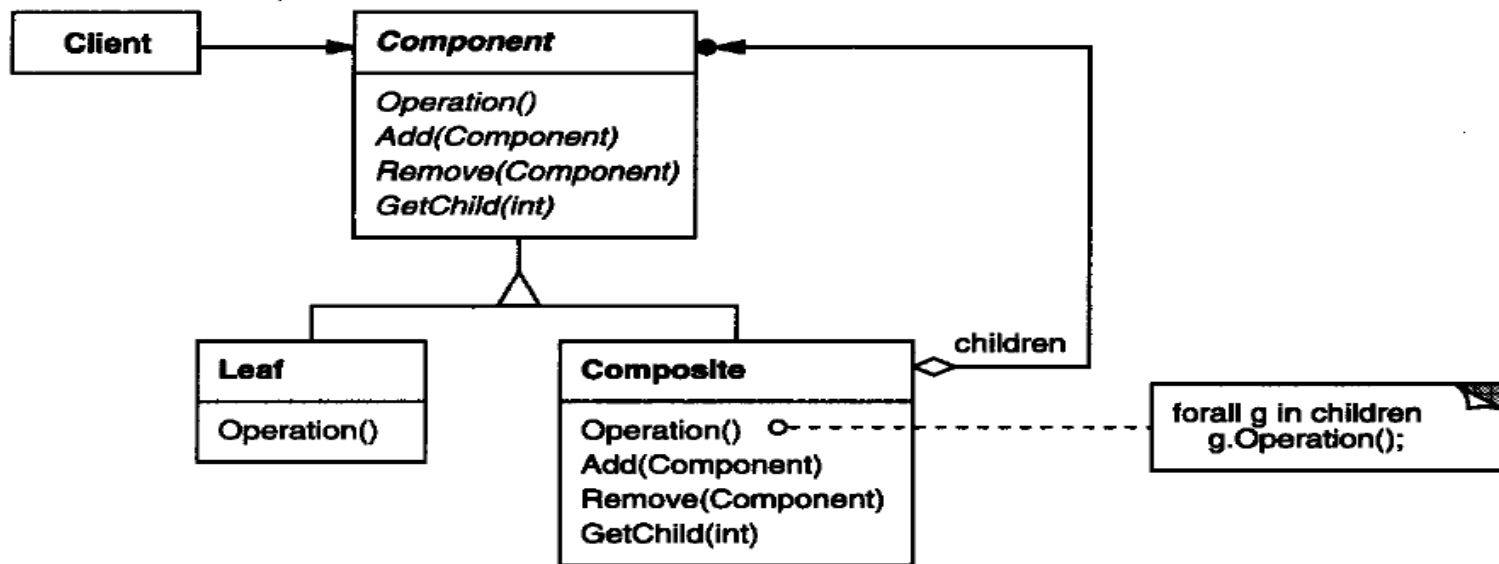 Client
Component
Operation()
Add(Component)
Remove(Component)
GetChild(int)
Leaf
Operation()
Composite
Operation()
Add(Component)
Remove(Component)
GetChild(int)
children
forall g in children
g.Operation();